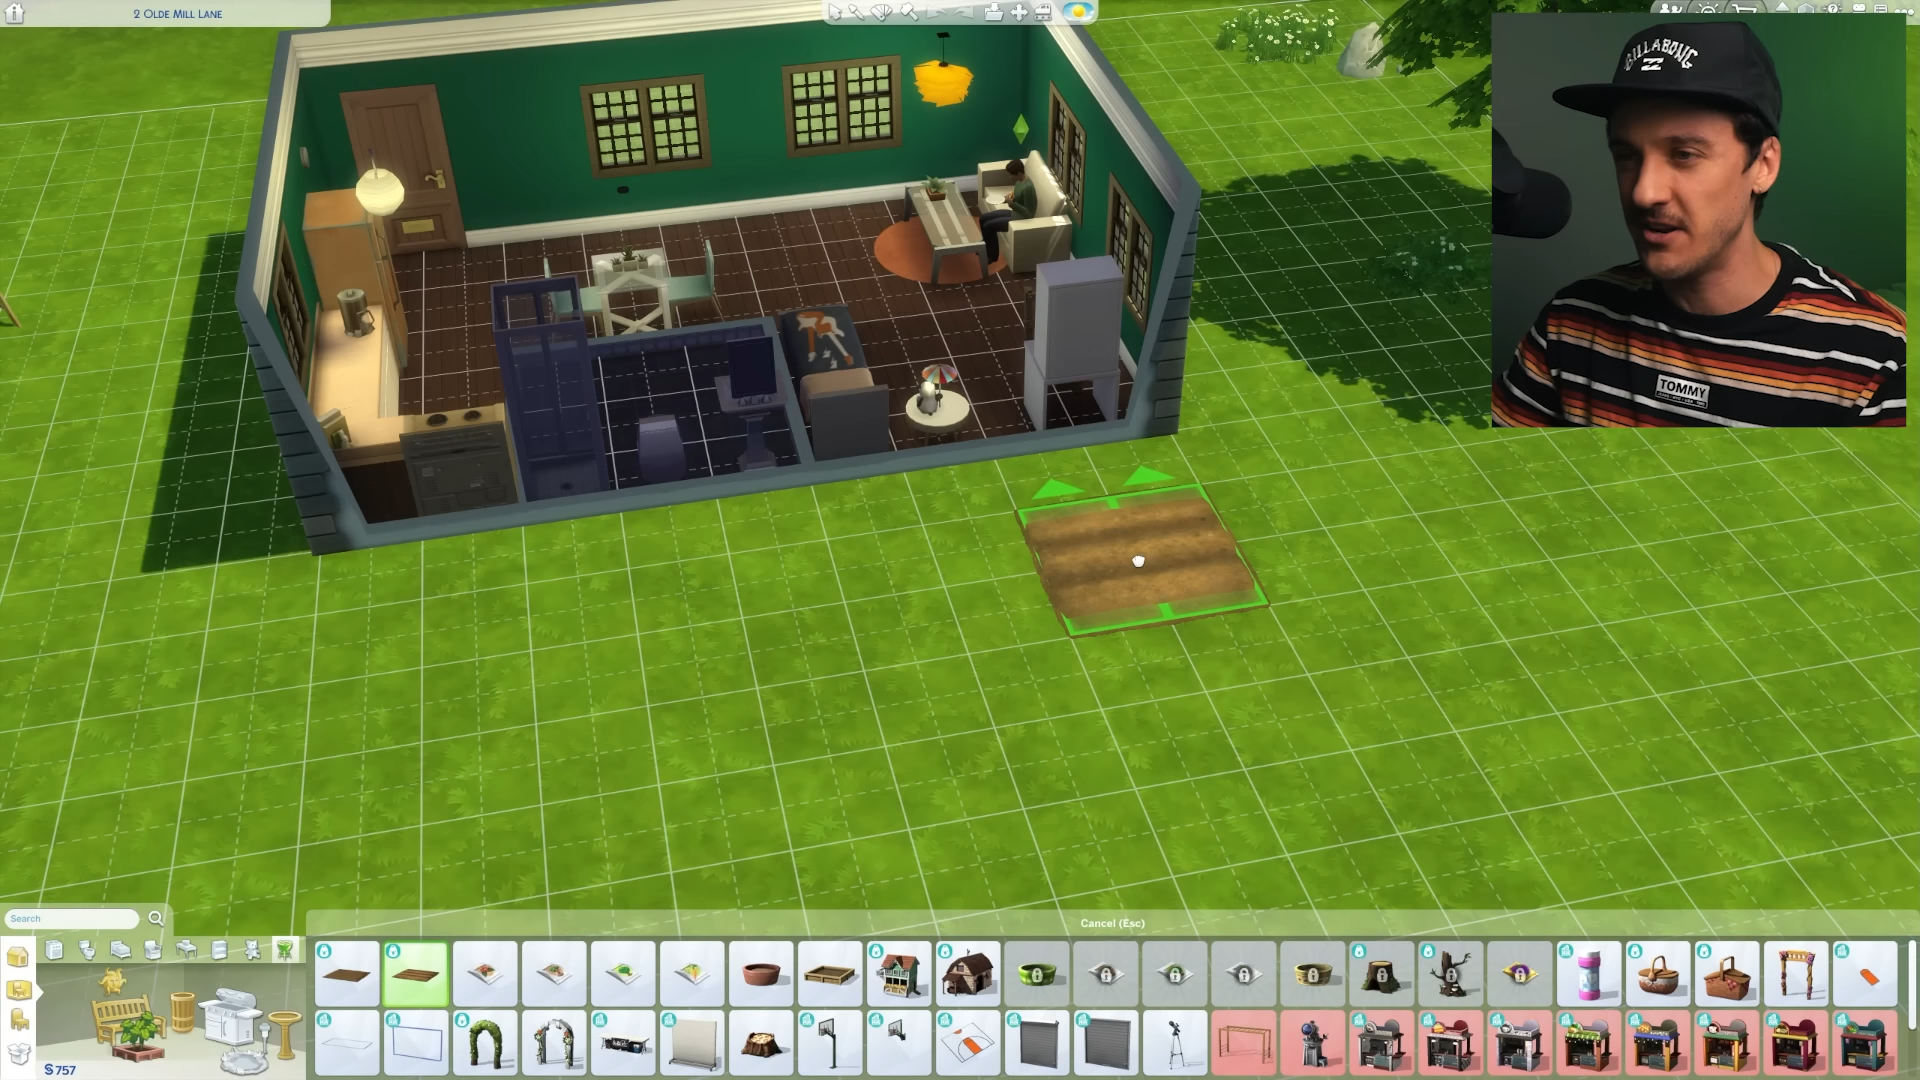 2 Olde Mill Lane
BILLABONG
TOMMY
Cancel (Esc)
Search
§757